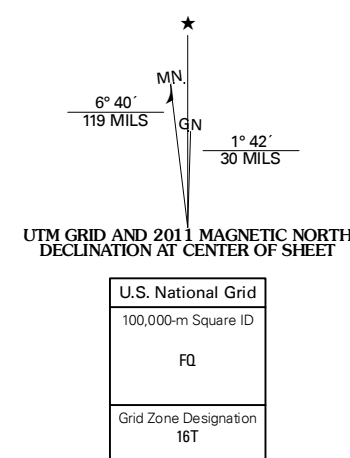 ★
MN.
6° 40´
119 MILS
GN
1° 42´
30 MILS
UTM GRID AND 2011 MAGNETIC NORTH
DECLINATION AT CENTER OF SHEET
U.S. National Grid
100,000-m Square ID
FQ
Grid Zone Designation
16T